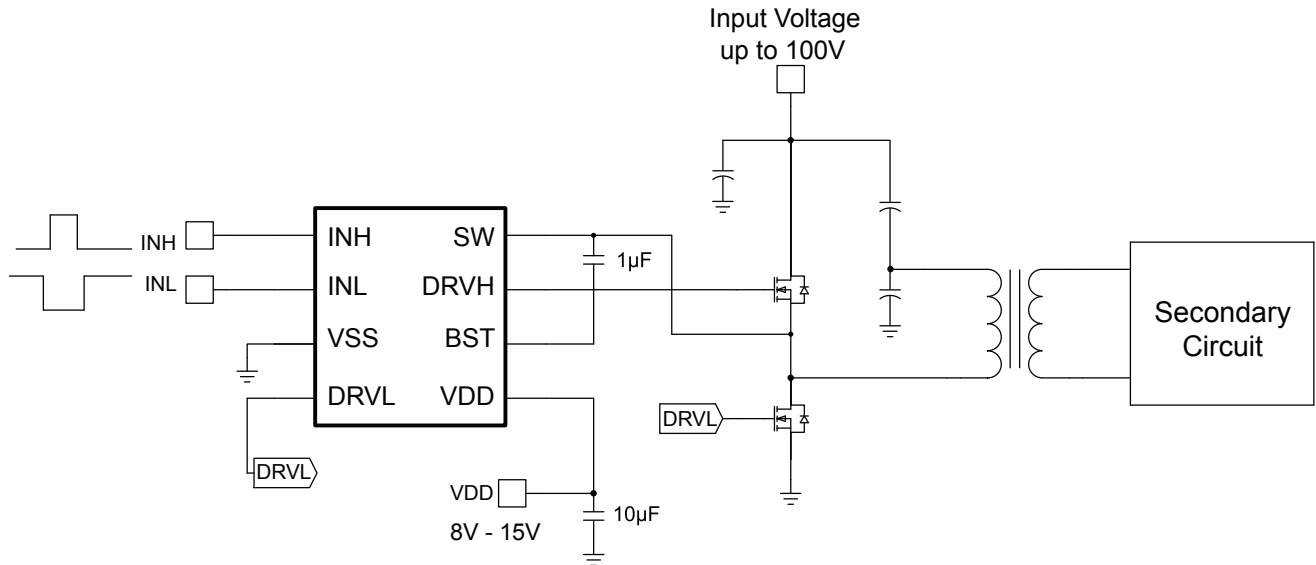 Input Voltage
up to 100V
INH
INL
INH
SW
INL
DRVH
VSS
BST
DRVL
VDD
1µF
DRVL
VDD
8V - 15V
10µF
DRVL
Secondary
Circuit